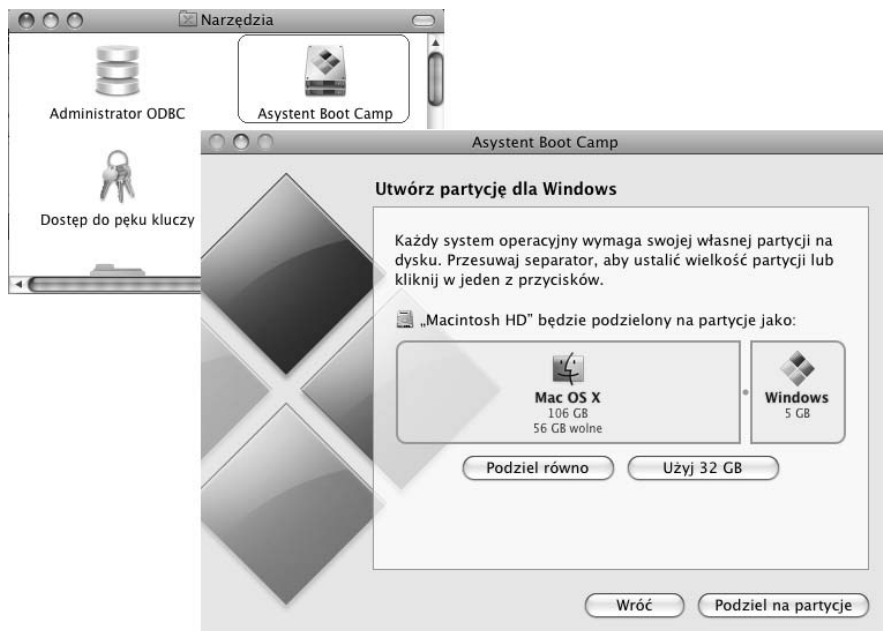 Narzędzia
Administrator ODBC
Asystent Boot Camp
Dostęp do pęku kluczy
Asystent Boot Camp
Utwórz partycję dla Windows
Każdy system operacyjny wymaga swojej własnej partycji na
dysku. Przesuwaj separator, aby ustalić wielkość partycji lub
kliknij w jeden z przycisków.
„Macintosh HD” będzie podzielony na partycje jako:
Mac OS X
106 GB
56 GB wolne
Windows
5 GB
Podziel równo
Użyj 32 GB
Wróć
Podziel na partycje